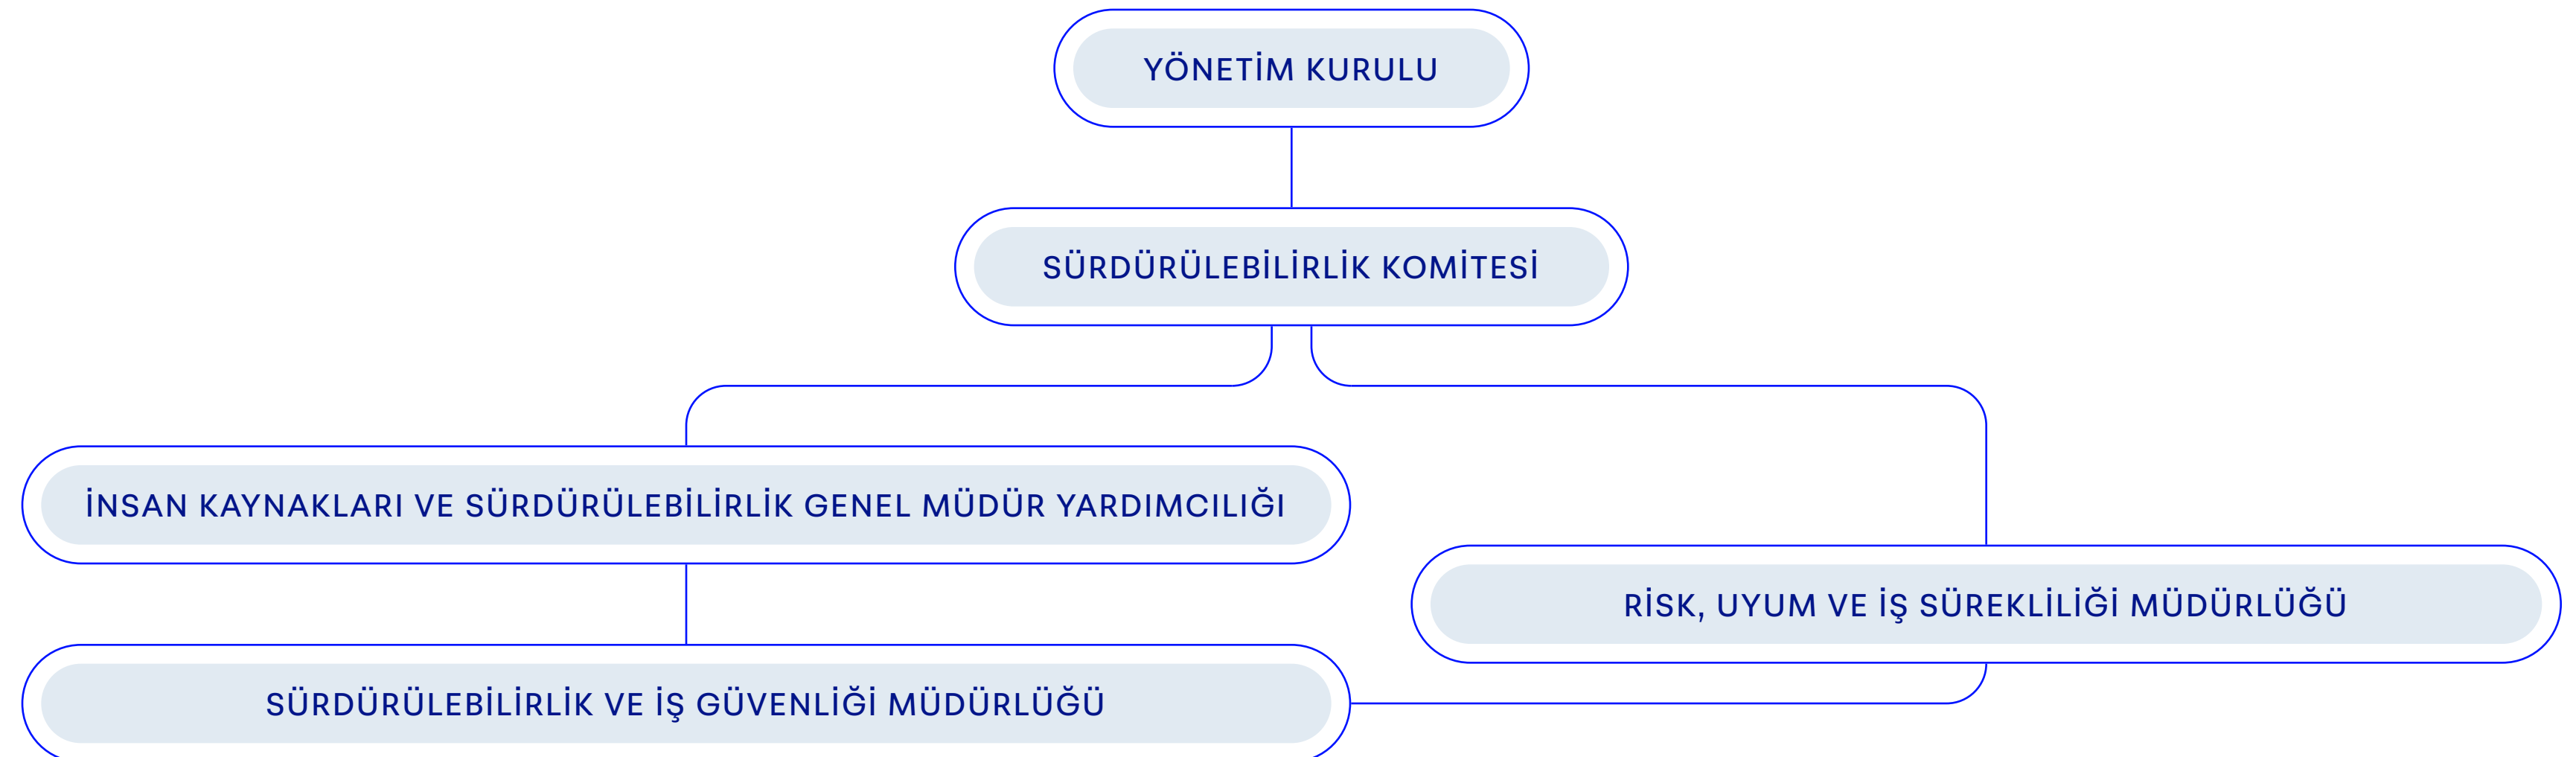 YÖNETİM KURULU
SÜRDÜRÜLEBİLİRLİK KOMİTESİ
İNSAN KAYNAKLARI VE SÜRDÜRÜLEBİLİRLİK GENEL MÜDÜR YARDIMCILIĞI
RİSK, UYUM VE İŞ SÜREKLİLİĞİ MÜDÜRLÜĞÜ
SÜRDÜRÜLEBİLİRLİK VE İŞ GÜVENLİĞİ MÜDÜRLÜĞÜ